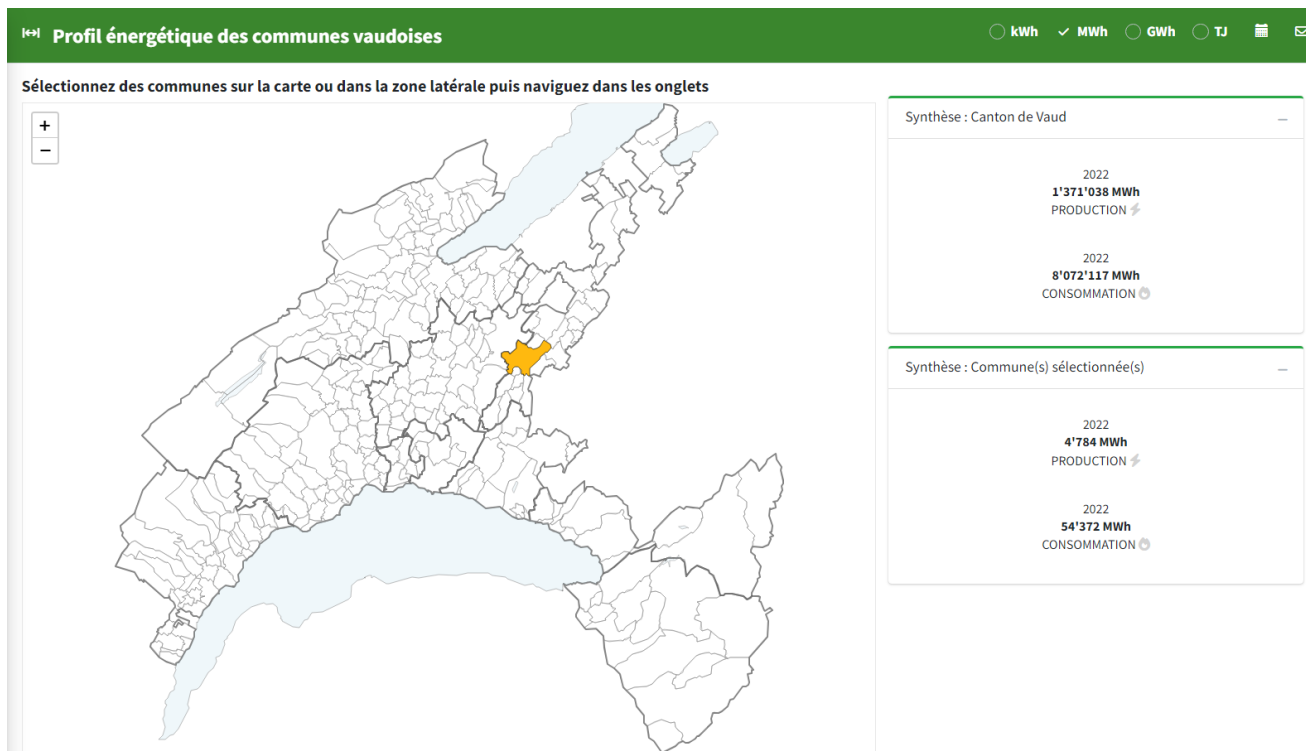 Profil énergétique des communes vaudoises
kWh
MWh
GWh
TJ
Sélectionnez des communes sur la carte ou dans la zone latérale puis naviguez dans les onglets
+
−
Synthèse : Canton de Vaud
2022
1'371'038 MWh
PRODUCTION
2022
8'072'117 MWh
CONSOMMATION
Synthèse : Commune(s) sélectionnée(s)
2022
4'784 MWh
PRODUCTION
2022
54'372 MWh
CONSOMMATION